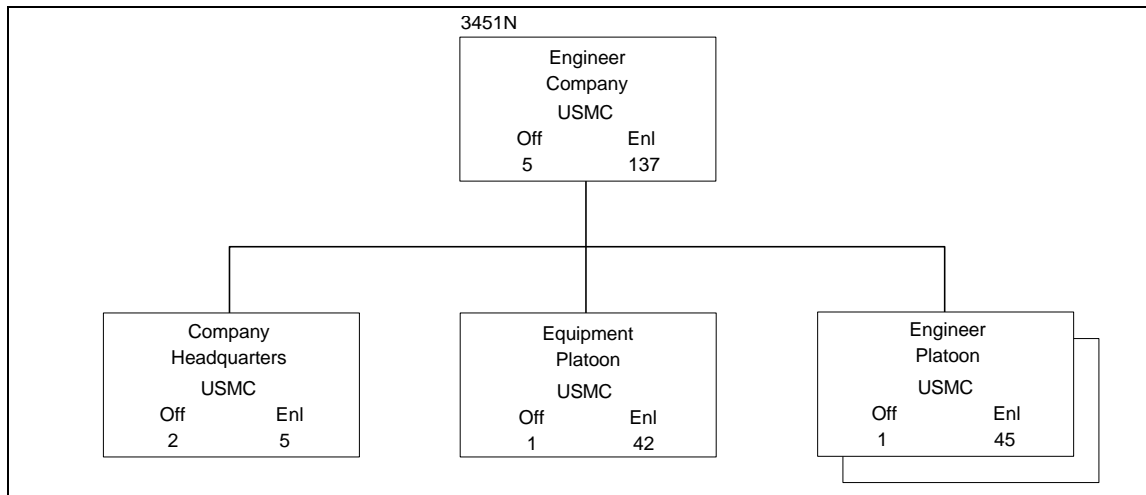 3451N
Engineer
Company
USMC
Off Enl
5 137
Company
Headquarters
USMC
Off Enl
2 5
Equipment
Platoon
USMC
Off Enl
1 42
Engineer
Platoon
USMC
Off Enl
1 45